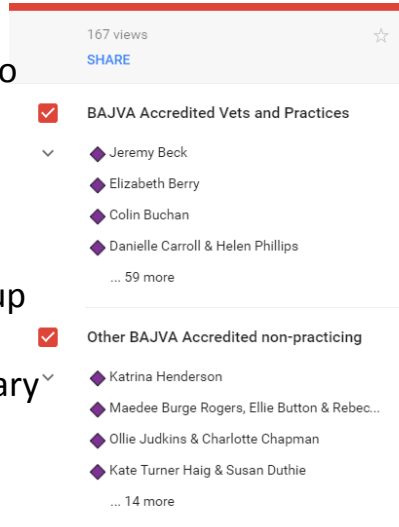 167 views
SHARE
o
BAJVA Accredited Vets and Practices
Jeremy Beck
Elizabeth Berry
Colin Buchan
Danielle Carroll & Helen Phillips
... 59 more
up
Other BAJVA Accredited non-practicing
ary
Katrina Henderson
Maedee Burge Rogers, Ellie Button & Rebec...
Ollie Judkins & Charlotte Chapman
Kate Turner Haig & Susan Duthie
... 14 more